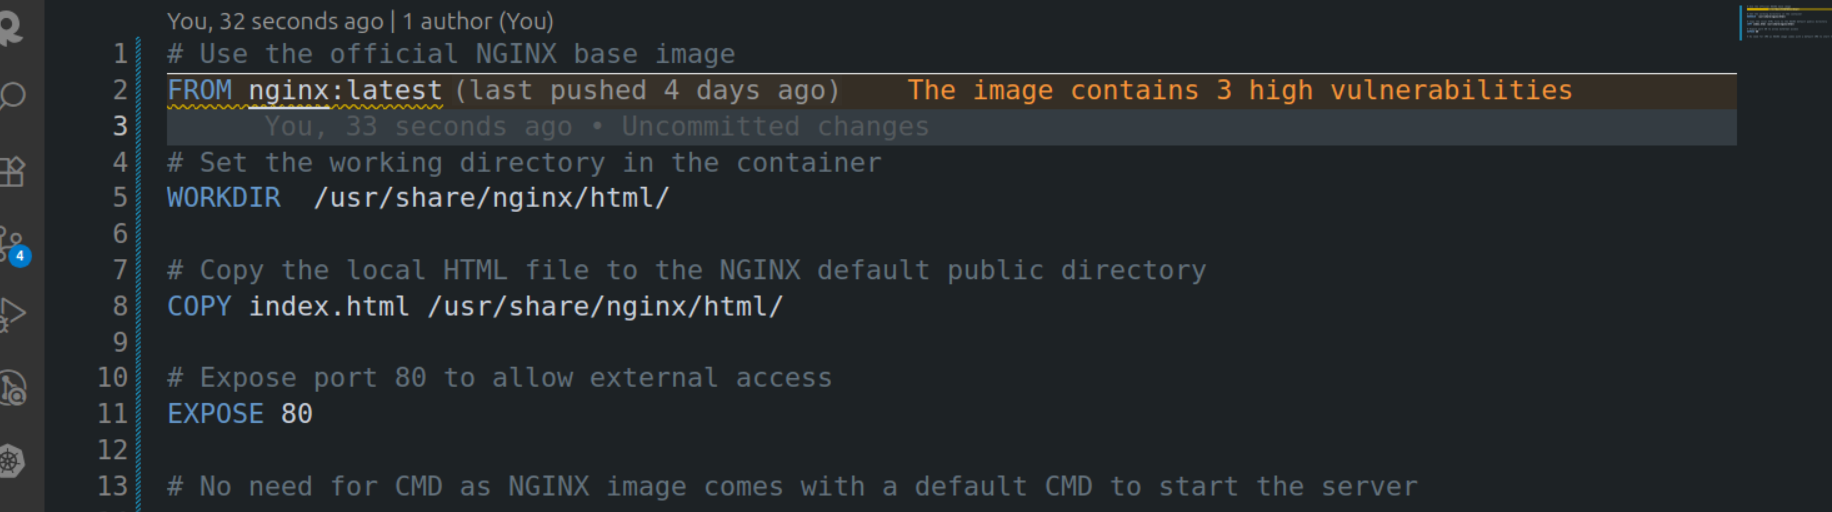 You, 32 seconds ago | 1 author (You)
1 # Use the official NGINX base image
2 FROM nginx:latest (last pushed 4 days ago) The image contains 3 high vulnerabilities
3 You, 33 seconds ago • Uncommitted changes
4 # Set the working directory in the container
5 WORKDIR  /usr/share/nginx/html/
6
7 # Copy the local HTML file to the NGINX default public directory
8 COPY index.html /usr/share/nginx/html/
9
10 # Expose port 80 to allow external access
11 EXPOSE 80
12
13 # No need for CMD as NGINX image comes with a default CMD to start the server
4